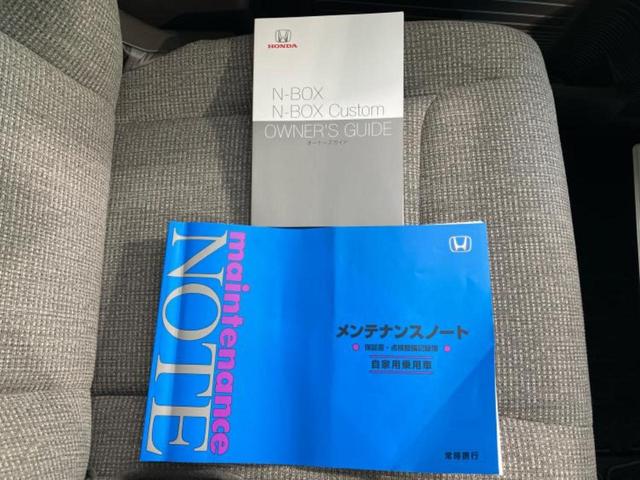 HONDA
N-BOX
N-BOX Custom
OWNER'S GUIDE
オーナーズガイド
maintenance
NOTE
メンテナンスノート
保証書・点検整備記録簿
自家用乗用車
常時携行